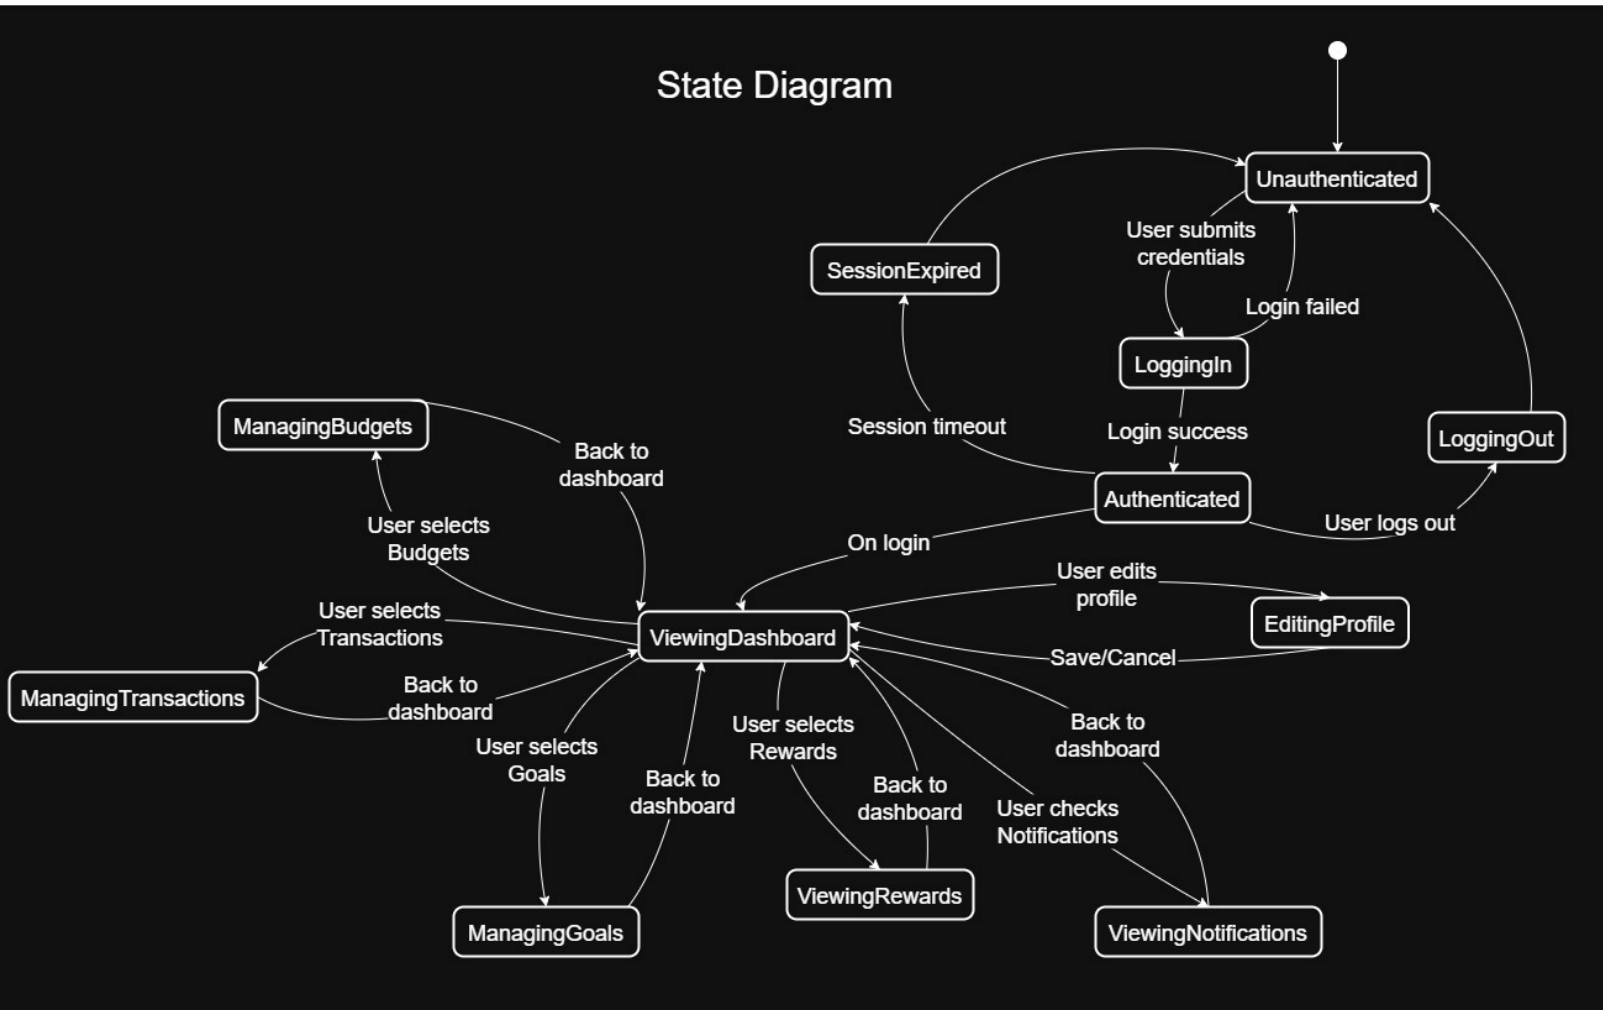 State Diagram
Unauthenticated
User submits
credentials
SessionExpired
Login failed
LoggingIn
ManagingBudgets
Session timeout
Login success
LoggingOut
Back to
dashboard
Authenticated
User selects
Budgets
On login
User logs out
User edits
profile
User selects
Transactions
ViewingDashboard
EditingProfile
Save/Cancel
ManagingTransactions
Back to
dashboard
User selects
Goals
User selects
Rewards
Back to
dashboard
Back to
dashboard
Back to
dashboard
User checks
Notifications
ViewingRewards
ManagingGoals
ViewingNotifications